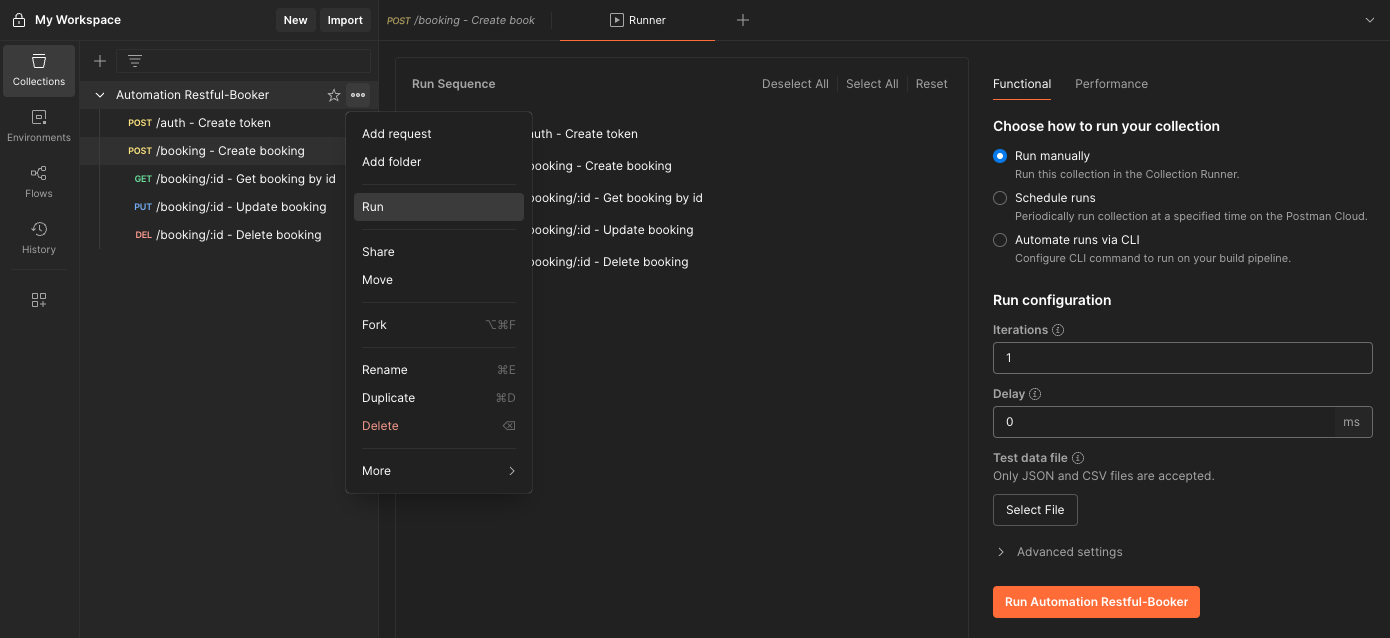 My Workspace
New
Import
POST /booking - Create book
Runner
Collections
Environments
Flows
History
Automation Restful-Booker
POST /auth - Create token
POST /booking - Create booking
GET /booking/:id - Get booking by id
PUT /booking/:id - Update booking
DEL /booking/:id - Delete booking
Add request
Add folder
Run
Share
Move
Fork ⌥⌘F
Rename ⌘E
Duplicate ⌘D
Delete ⌫
More
Run Sequence
Deselect All
Select All
Reset
auth - Create token
booking - Create booking
booking/:id - Get booking by id
booking/:id - Update booking
booking/:id - Delete booking
Functional
Performance
Choose how to run your collection
Run manually
Run this collection in the Collection Runner.
Schedule runs
Periodically run collection at a specified time on the Postman Cloud.
Automate runs via CLI
Configure CLI command to run on your build pipeline.
Run configuration
Iterations
1
Delay
0 ms
Test data file
Only JSON and CSV files are accepted.
Select File
Advanced settings
Run Automation Restful-Booker